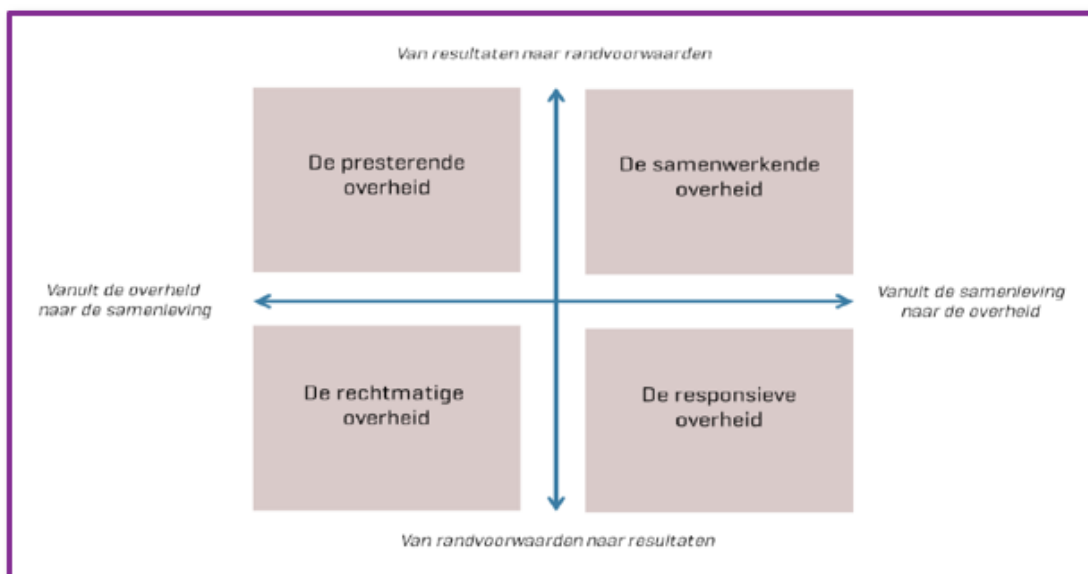 Van resultaten naar randvoorwaarden
De presterende
overheid
De samenwerkende
overheid
Vanuit de overheid
naar de samenleving
Vanuit de samenleving
naar de overheid
De rechtmatige
overheid
De responsieve
overheid
Van randvoorwaarden naar resultaten